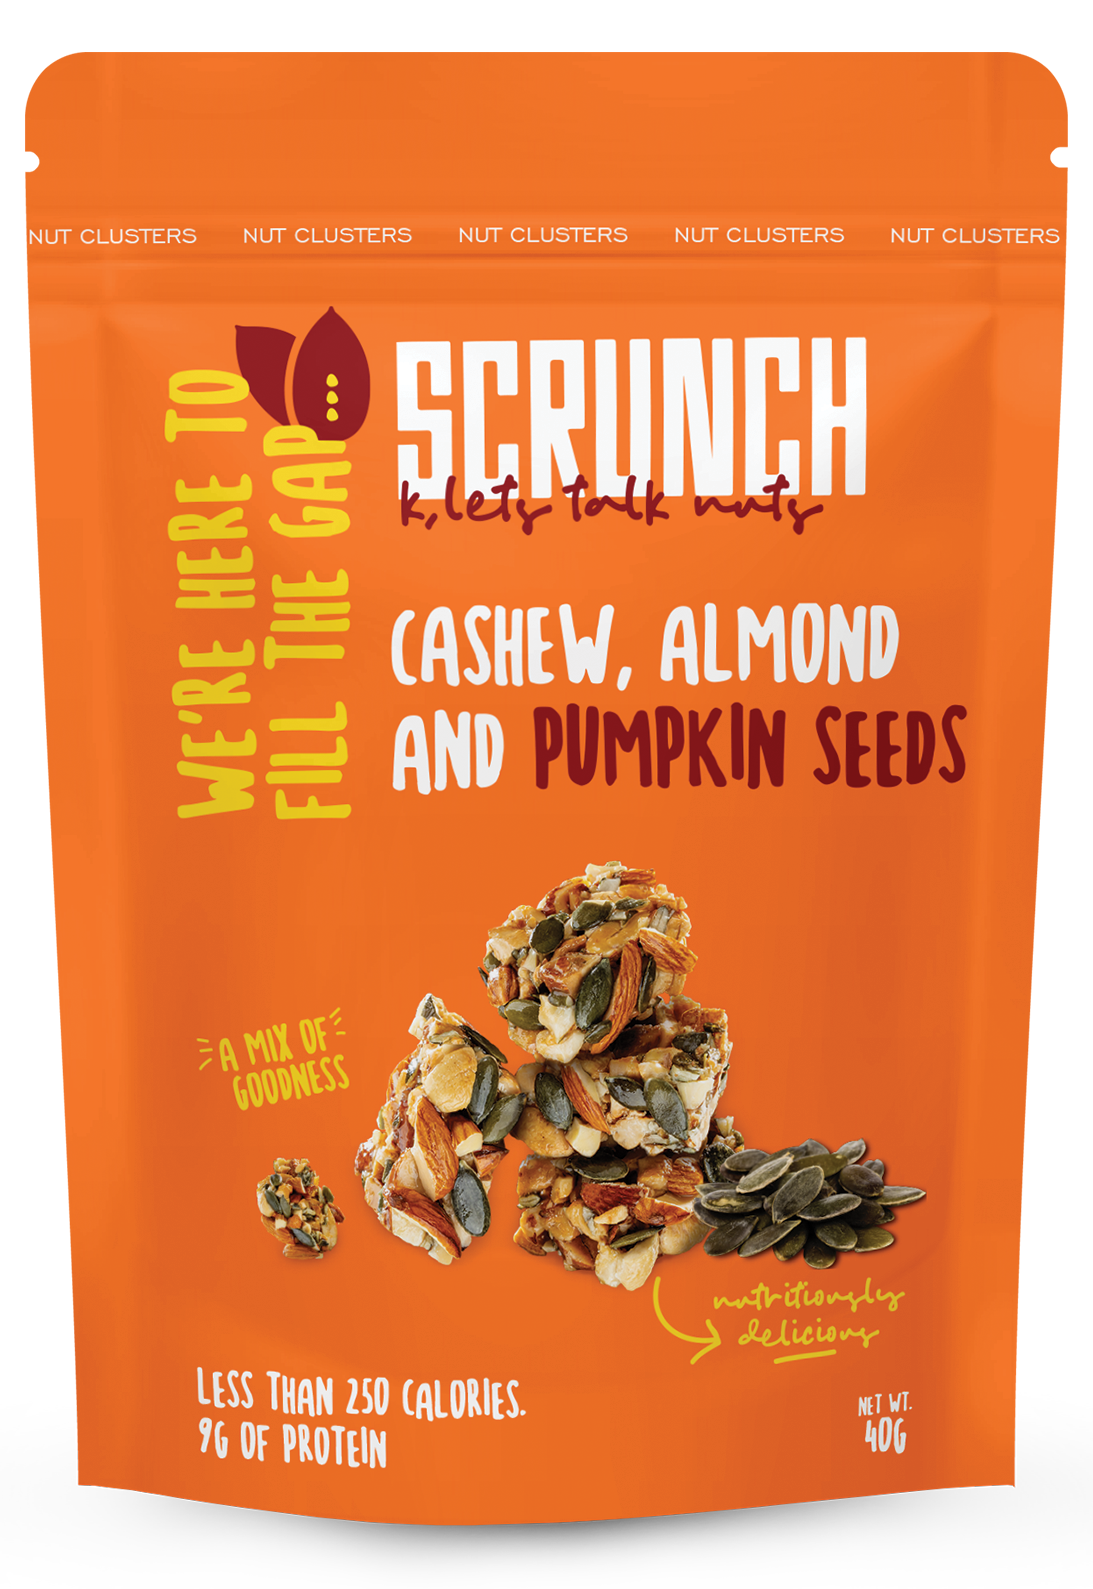 NUT CLUSTERS NUT CLUSTERS NUT CLUSTERS NUT CLUSTERS NUT CLUSTERS
WE'RE HERE TO
FILL THE GAP...
SCRUNCH
k, lets talk nuts
CASHEW, ALMOND
AND PUMPKIN SEEDS
A MIX OF
GOODNESS
nutritiously
delicious
LESS THAN 250 CALORIES.
9G OF PROTEIN
NET WT.
40G